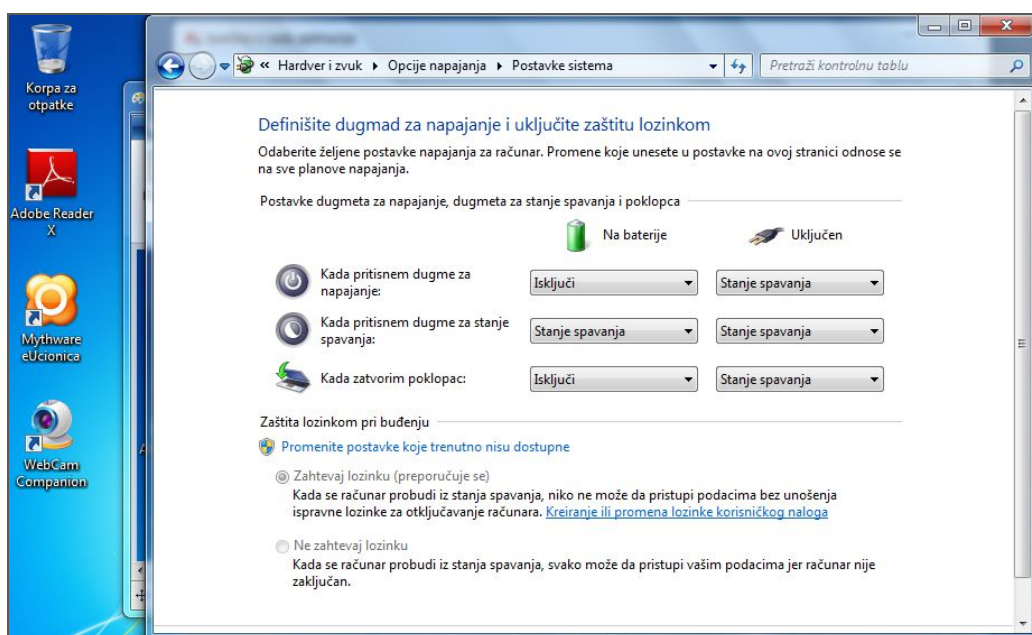 Korpa za
otpatke
Adobe Reader
X
Mythware
eUcionica
WebCam
Companion
« Hardver i zvuk ▸ Opcije napajanja ▸ Postavke sistema
Pretraži kontrolnu tablu
Definišite dugmad za napajanje i uključite zaštitu lozinkom
Odaberite željene postavke napajanja za računar. Promene koje unesete u postavke na ovoj stranici odnose se
na sve planove napajanja.
Postavke dugmeta za napajanje, dugmeta za stanje spavanja i poklopca
Na baterije Uključen
Kada pritisnem dugme za
napajanje:
Isključi Stanje spavanja
Kada pritisnem dugme za stanje
spavanja:
Stanje spavanja Stanje spavanja
Kada zatvorim poklopac: Isključi Stanje spavanja
Zaštita lozinkom pri buđenju
Promenite postavke koje trenutno nisu dostupne
Zahtevaj lozinku (preporučuje se)
Kada se računar probudi iz stanja spavanja, niko ne može da pristupi podacima bez unošenja
ispravne lozinke za otključavanje računara. Kreiranje ili promena lozinke korisničkog naloga
Ne zahtevaj lozinku
Kada se računar probudi iz stanja spavanja, svako može da pristupi vašim podacima jer računar nije
zaključan.